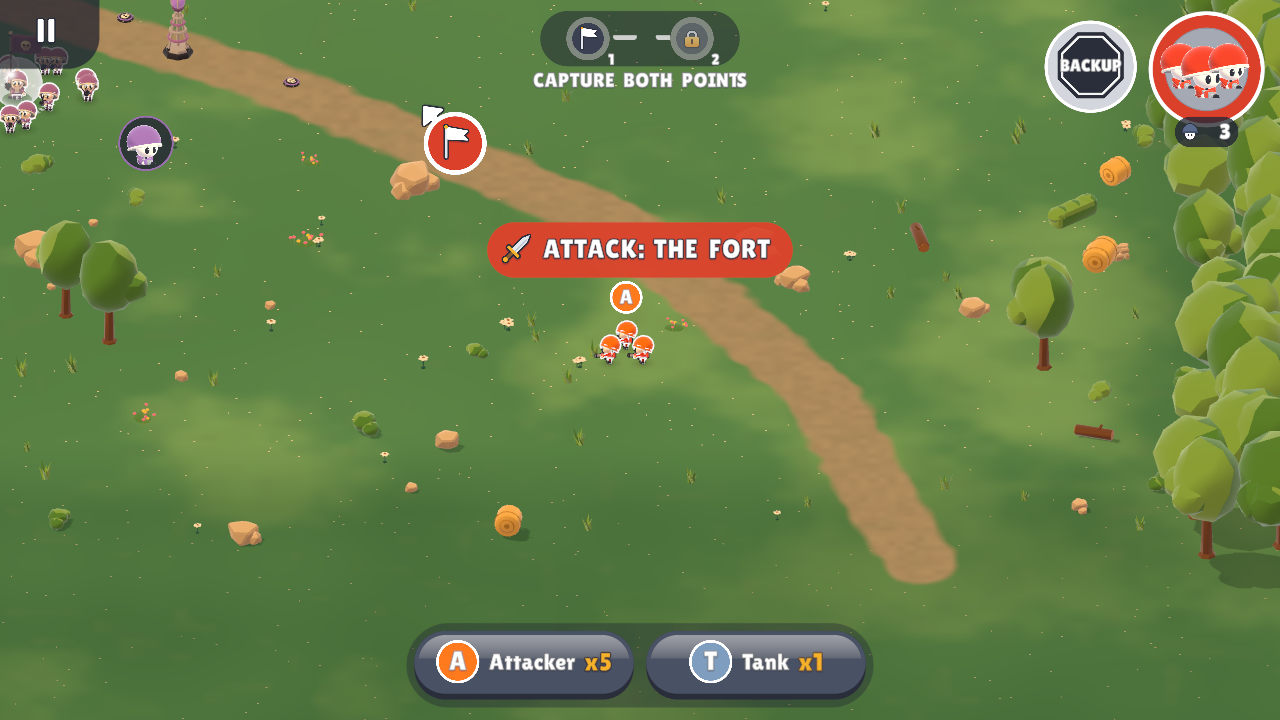 1
2
CAPTURE BOTH POINTS
BACKUP
3
ATTACK: THE FORT
A
A Attacker x5
T Tank x1